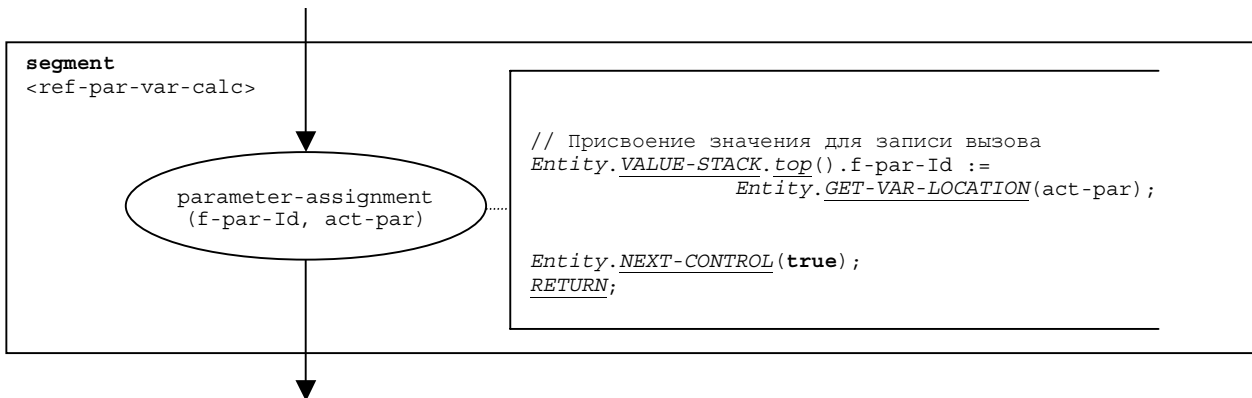 segment
<ref-par-var-calc>
parameter-assignment
(f-par-Id, act-par)
// Присвоение значения для записи вызова
Entity.VALUE-STACK.top().f-par-Id :=
Entity.GET-VAR-LOCATION(act-par);
Entity.NEXT-CONTROL(true);
RETURN;